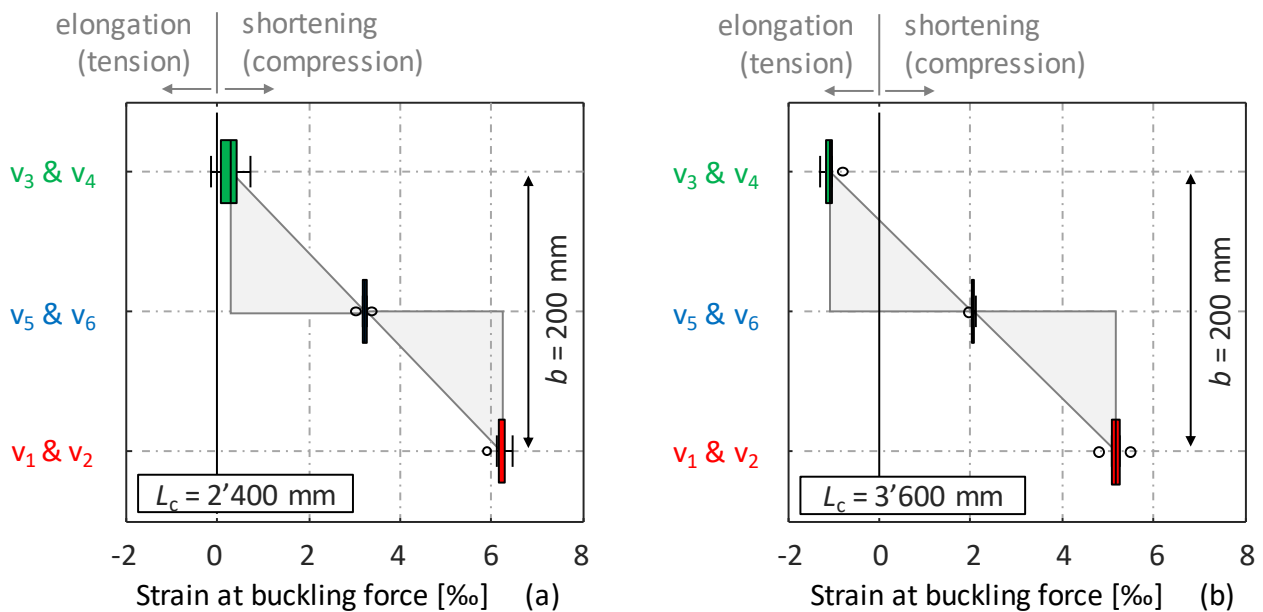 elongation
(tension)
shortening
(compression)
v3 & v4
v5 & v6
v1 & v2
b = 200 mm
Lc = 2’400 mm
-2 0 2 4 6 8
Strain at buckling force [‰] (a)
elongation
(tension)
shortening
(compression)
v3 & v4
v5 & v6
v1 & v2
b = 200 mm
Lc = 3’600 mm
-2 0 2 4 6 8
Strain at buckling force [‰] (b)